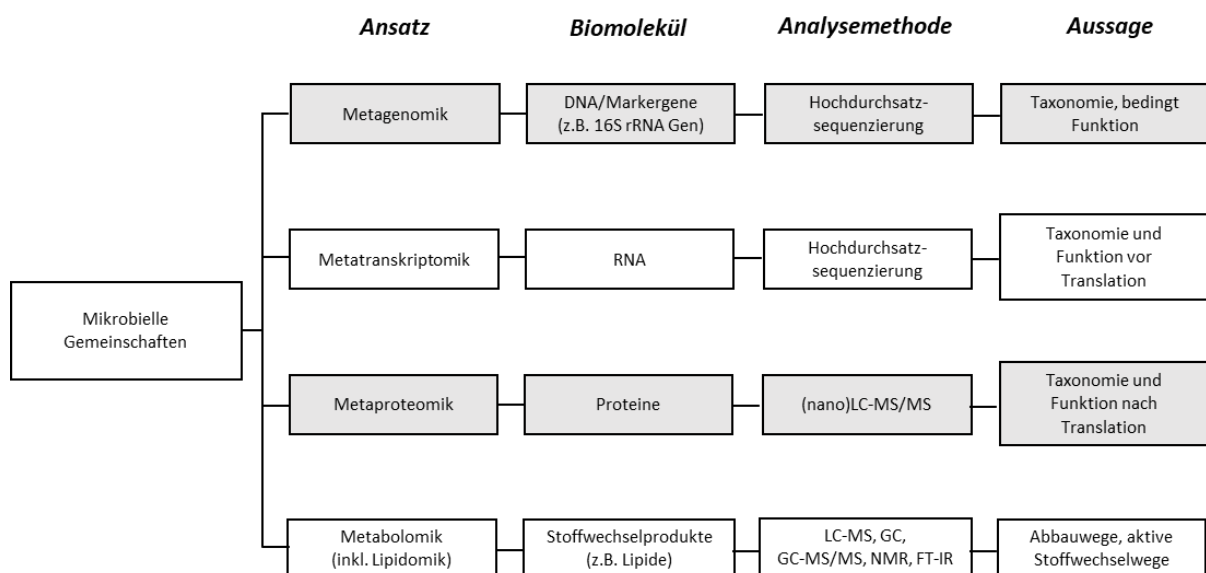 Ansatz
Biomolekül
Analysemethode
Aussage
Metagenomik
DNA/Markergene
(z.B. 16S rRNA Gen)
Hochdurchsatz-
sequenzierung
Taxonomie, bedingt
Funktion
Metatranskriptomik
RNA
Hochdurchsatz-
sequenzierung
Taxonomie und
Funktion vor
Translation
Mikrobielle
Gemeinschaften
Metaproteomik
Proteine
(nano)LC-MS/MS
Taxonomie und
Funktion nach
Translation
Metabolomik
(inkl. Lipidomik)
Stoffwechselprodukte
(z.B. Lipide)
LC-MS, GC,
GC-MS/MS, NMR, FT-IR
Abbauwege, aktive
Stoffwechselwege